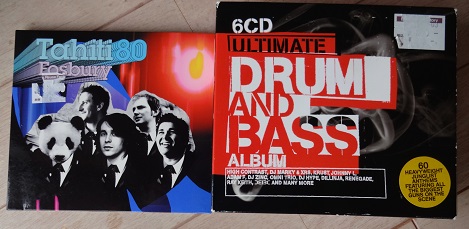 Tahiti 80
Fosbury
6CD
ULTIMATE
DRUM
AND
BASS
ALBUM
HIGH CONTRAST, DJ MARKY & XRS, KRUST, JOHNNY L,
ADAM F, DJ ZINC, OMNI TRIO, DJ HYPE, DILLINJA, RENEGADE,
RAY KEITH, AND MANY MORE
60
HEAVYWEIGHT
JUNGLIST
ANTHEMS
FEATURING ALL
THE BIGGEST
GUNS ON THE
SCENE